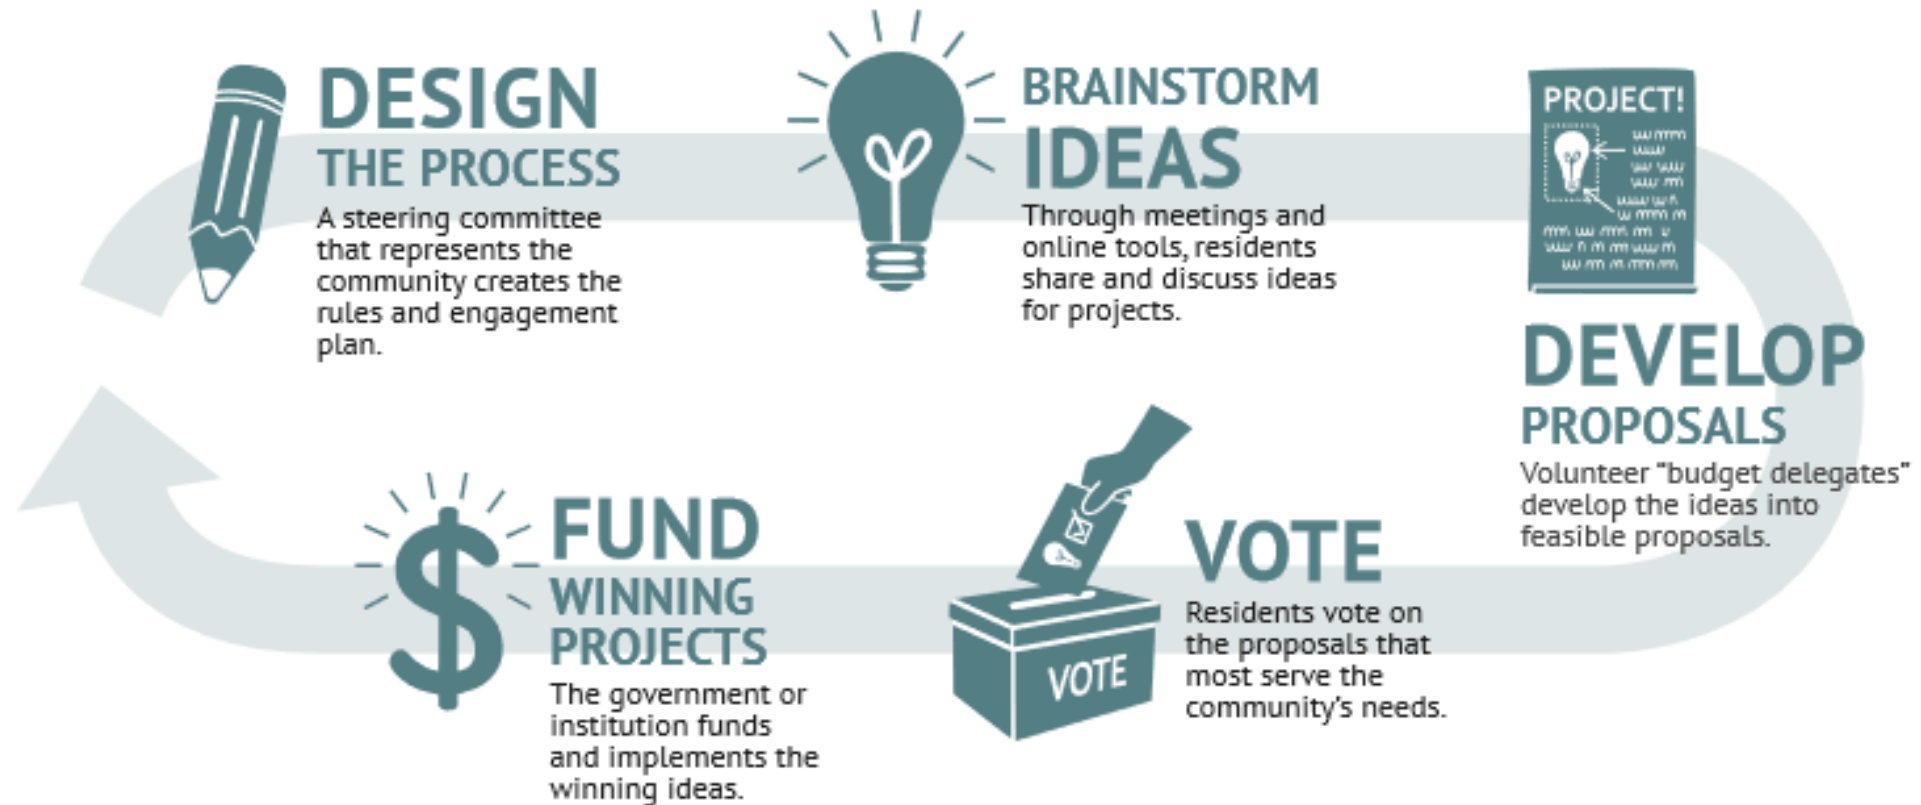 DESIGN
THE PROCESS
A steering committee
that represents the
community creates the
rules and engagement
plan.
BRAINSTORM
IDEAS
Through meetings and
online tools, residents
share and discuss ideas
for projects.
PROJECT!
DEVELOP
PROPOSALS
Volunteer "budget delegates"
develop the ideas into
feasible proposals.
VOTE
VOTE
Residents vote on
the proposals that
most serve the
community's needs.
FUND
WINNING
PROJECTS
The government or
institution funds
and implements the
winning ideas.